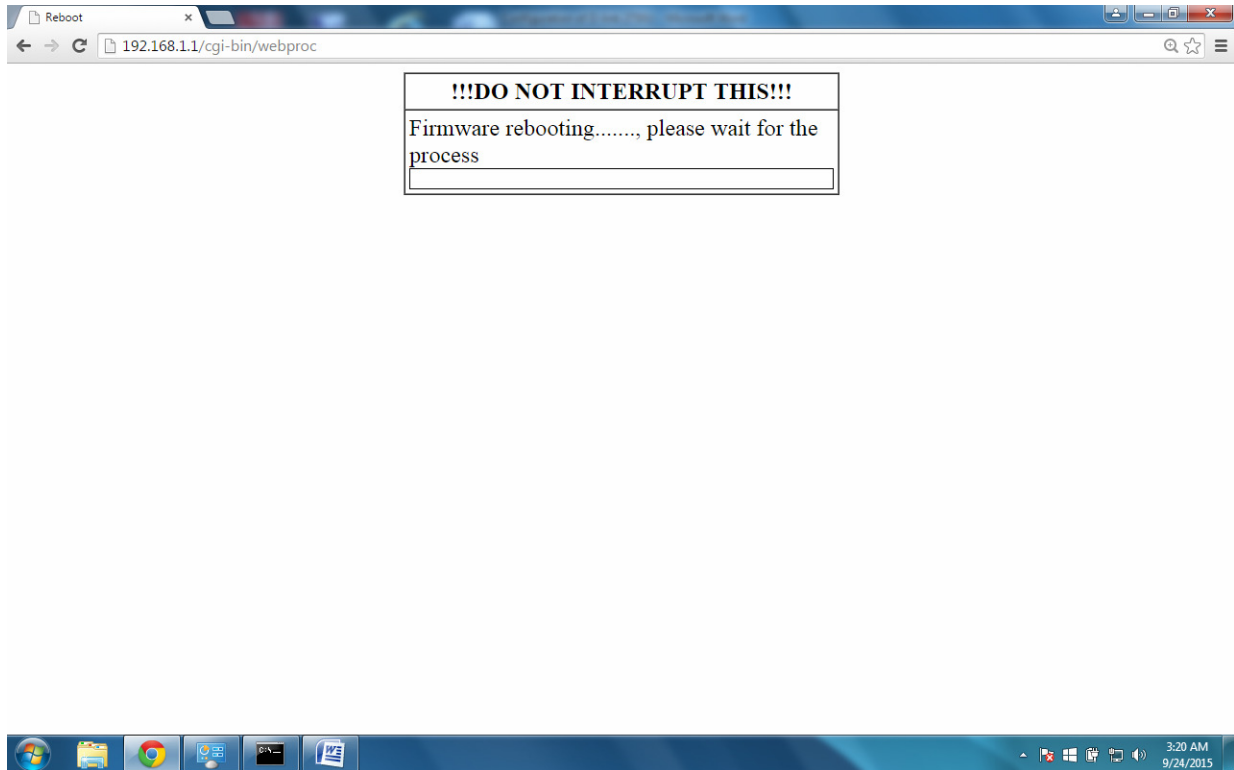 Reboot
192.168.1.1/cgi-bin/webproc
!!!DO NOT INTERRUPT THIS!!!
Firmware rebooting......., please wait for the
process
3:20 AM
9/24/2015